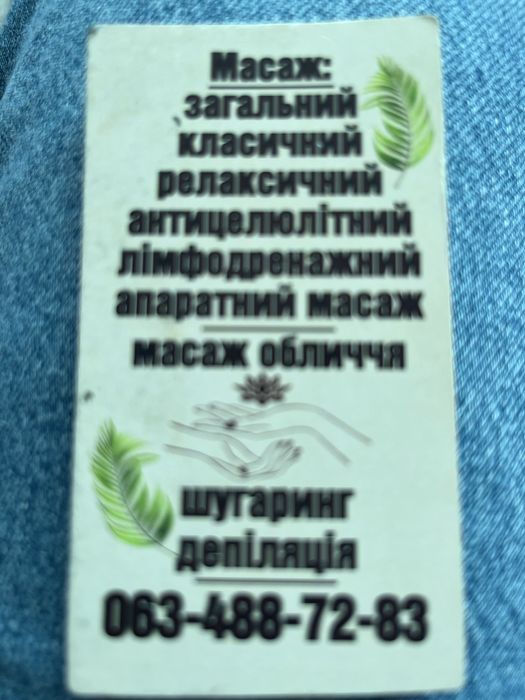 Масаж:
загальний
класичний
релаксичний
антицелюлітний
лімфодренажний
апаратний масаж
масаж обличчя
шугаринг
депіляція
063-488-72-83